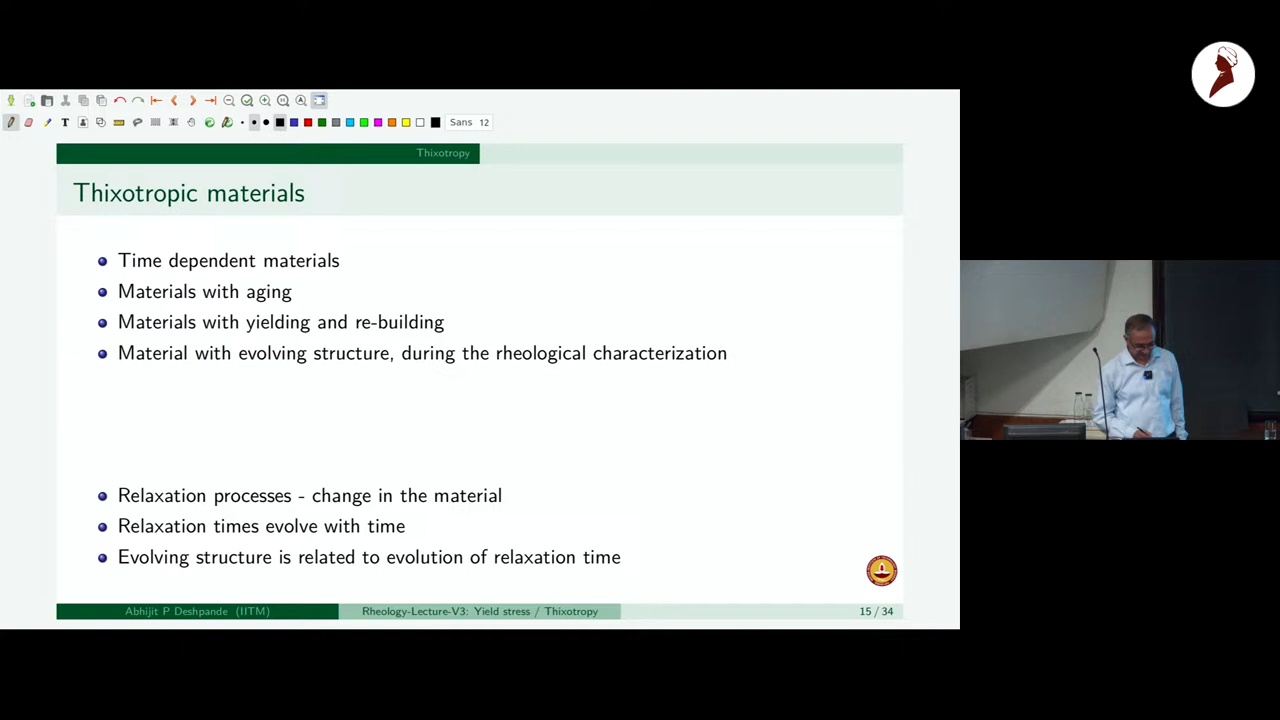 Sans 12
Thixotropy
Thixotropic materials
Time dependent materials
Materials with aging
Materials with yielding and re-building
Material with evolving structure, during the rheological characterization
Relaxation processes - change in the material
Relaxation times evolve with time
Evolving structure is related to evolution of relaxation time
Abhijit P Deshpande (IITM) Rheology-Lecture-V3: Yield stress / Thixotropy 15 / 34